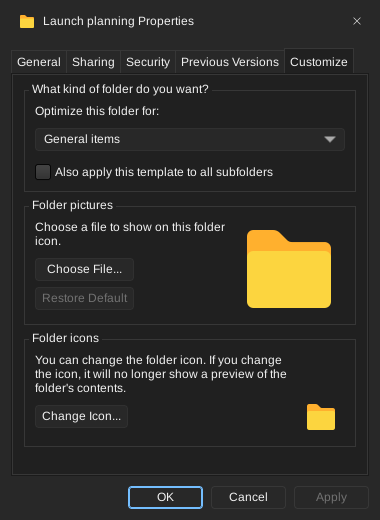 Launch planning Properties
General Sharing Security Previous Versions Customize
What kind of folder do you want?
Optimize this folder for:
General items
Also apply this template to all subfolders
Folder pictures
Choose a file to show on this folder
icon.
Choose File...
Restore Default
Folder icons
You can change the folder icon. If you change
the icon, it will no longer show a preview of the
folder's contents.
Change Icon...
OK Cancel Apply